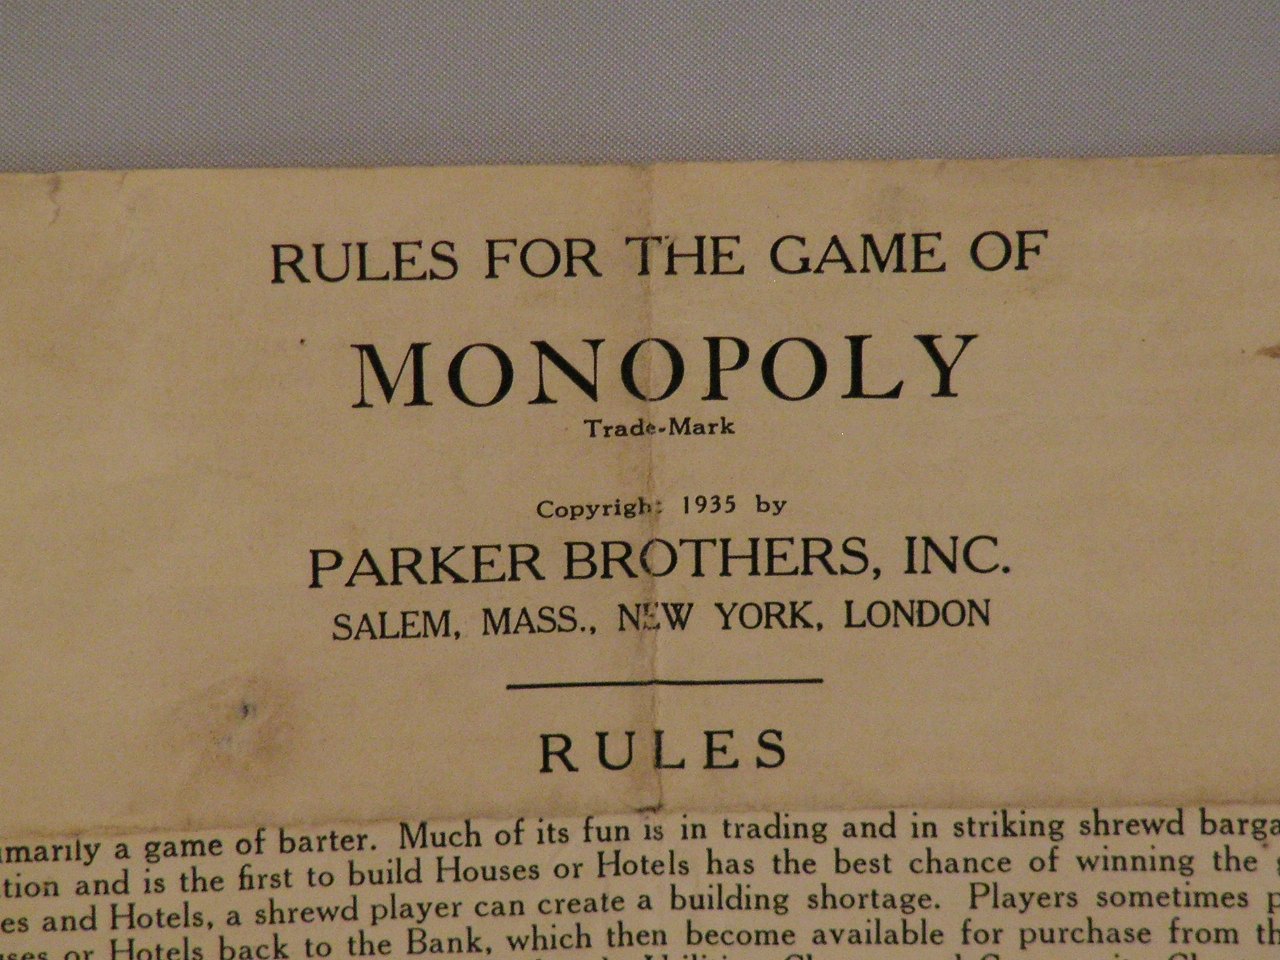 RULES FOR THE GAME OF
MONOPOLY
Trade-Mark
Copyright 1935 by
PARKER BROTHERS, INC.
SALEM, MASS., NEW YORK, LONDON
RULES
a game of barter. Much of its fun is in trading and in striking shrewd
and is the first to build Houses or Hotels has the best chance of winning the
and Hotels, a shrewd player can create a building shortage. Players sometimes
or Hotels back to the Bank, which then become available for purchase from